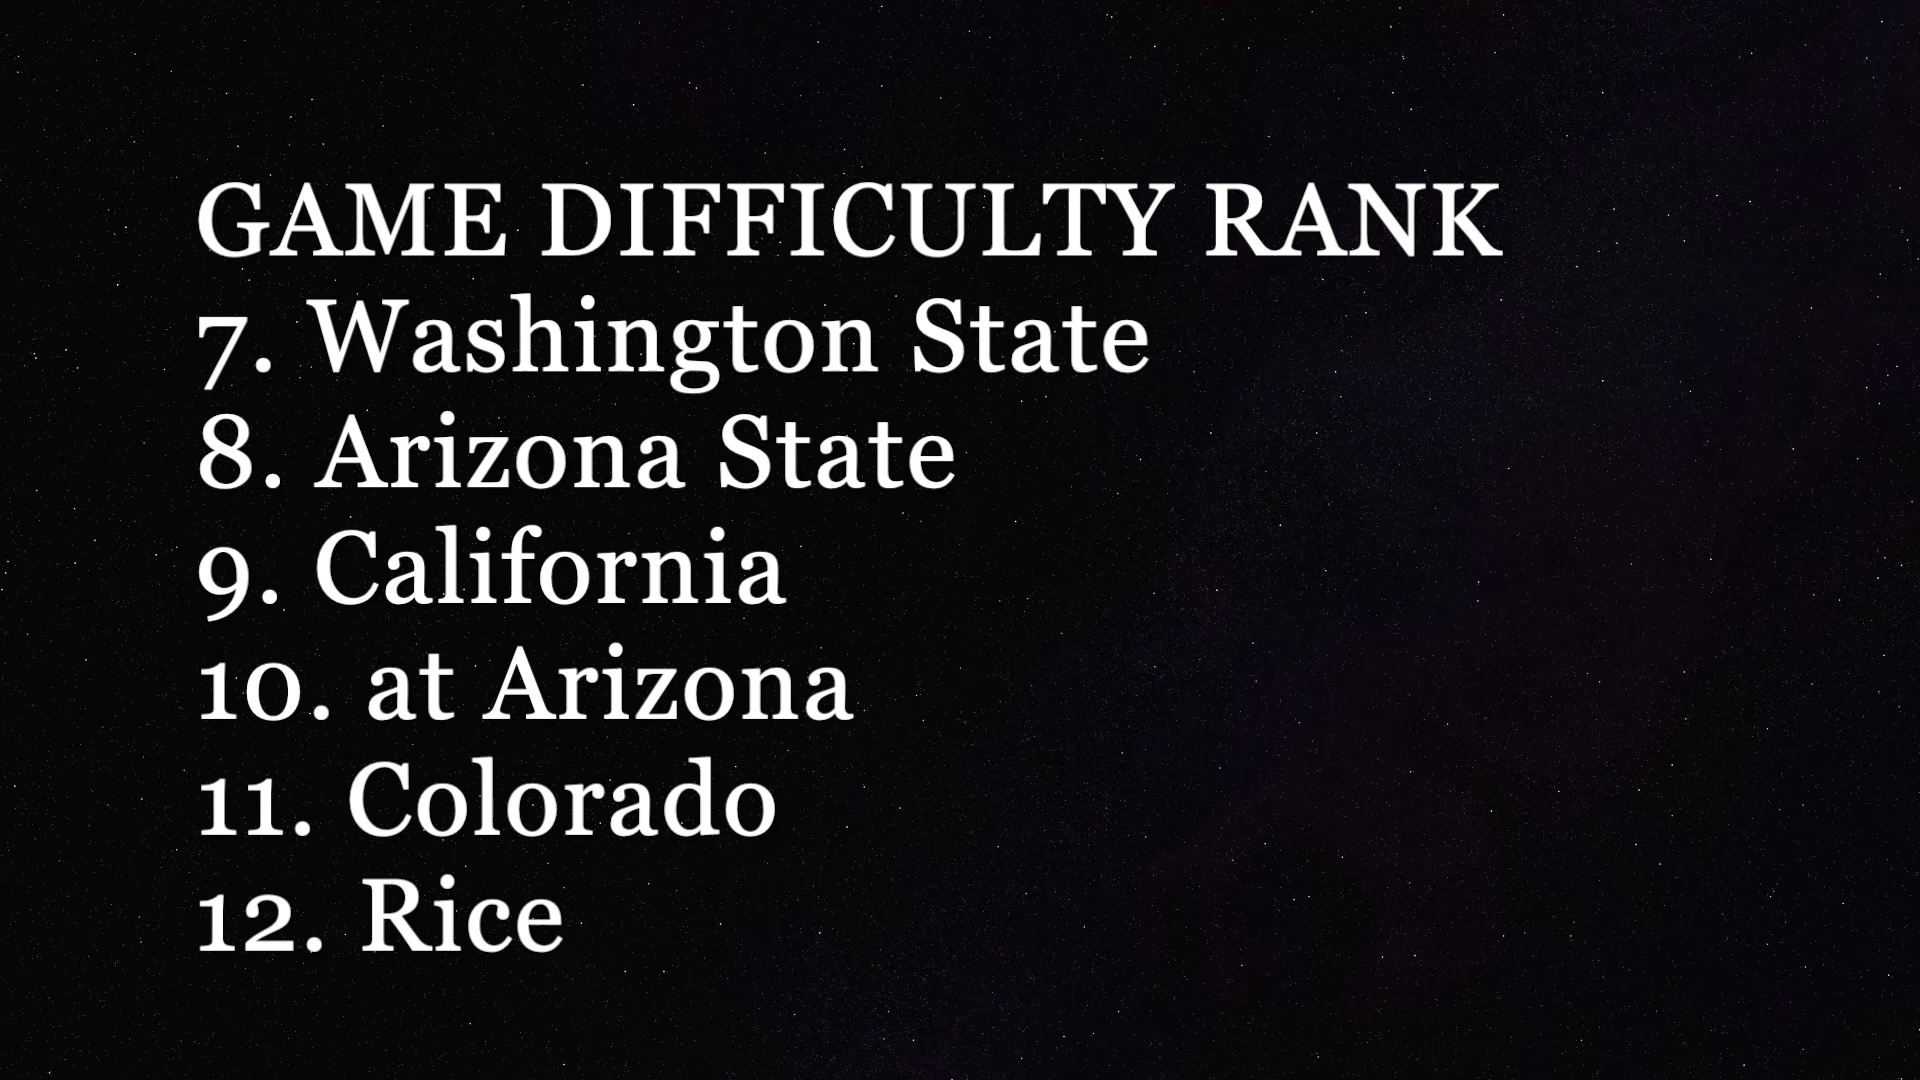 GAME DIFFICULTY RANK
7. Washington State
8. Arizona State
9. California
10. at Arizona
11. Colorado
12. Rice